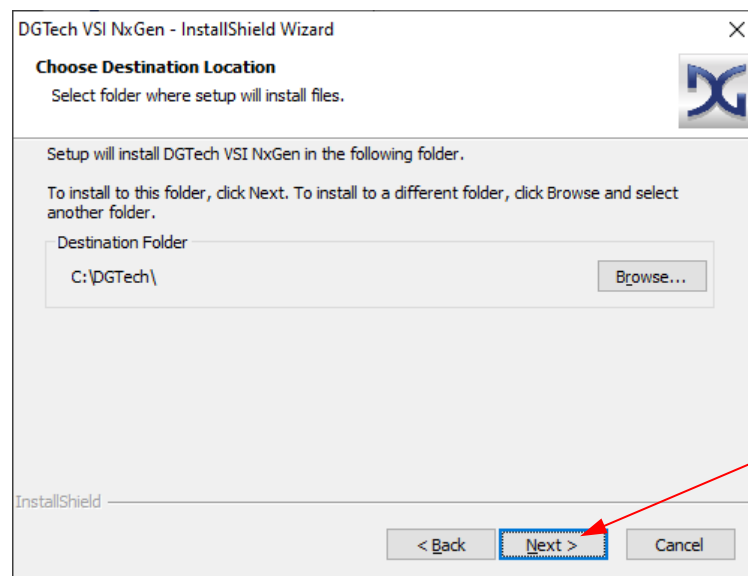 DGTech VSI NxGen - InstallShield Wizard
Choose Destination Location
Select folder where setup will install files.
DG
Setup will install DGTech VSI NxGen in the following folder.
To install to this folder, click Next. To install to a different folder, click Browse and select
another folder.
Destination Folder
C:\DGTech\
Browse...
InstallShield
< Back
Next >
Cancel